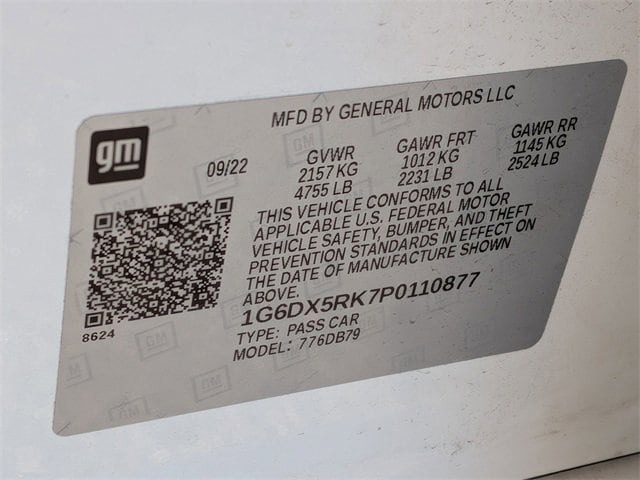 MFD BY GENERAL MOTORS LLC
gm
09/22
GVWR GAWR FRT GAWR RR
2157 KG 1012 KG 1145 KG
4755 LB 2231 LB 2524 LB
THIS VEHICLE CONFORMS TO ALL
APPLICABLE U.S. FEDERAL MOTOR
VEHICLE SAFETY, BUMPER, AND THEFT
PREVENTION STANDARDS IN EFFECT ON
THE DATE OF MANUFACTURE SHOWN
ABOVE.
1G6DX5RK7P0110877
8624
TYPE: PASS CAR
MODEL: 776DB79